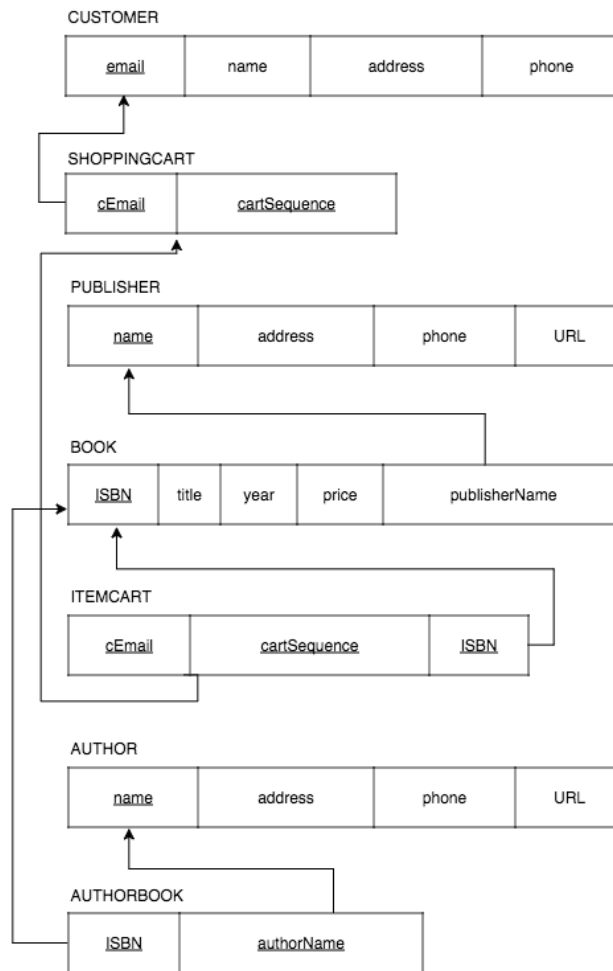 CUSTOMER
email name address phone
SHOPPINGCART
cEmail cartSequence
PUBLISHER
name address phone URL
BOOK
ISBN title year price publisherName
ITEMCART
cEmail cartSequence ISBN
AUTHOR
name address phone URL
AUTHORBOOK
ISBN authorName